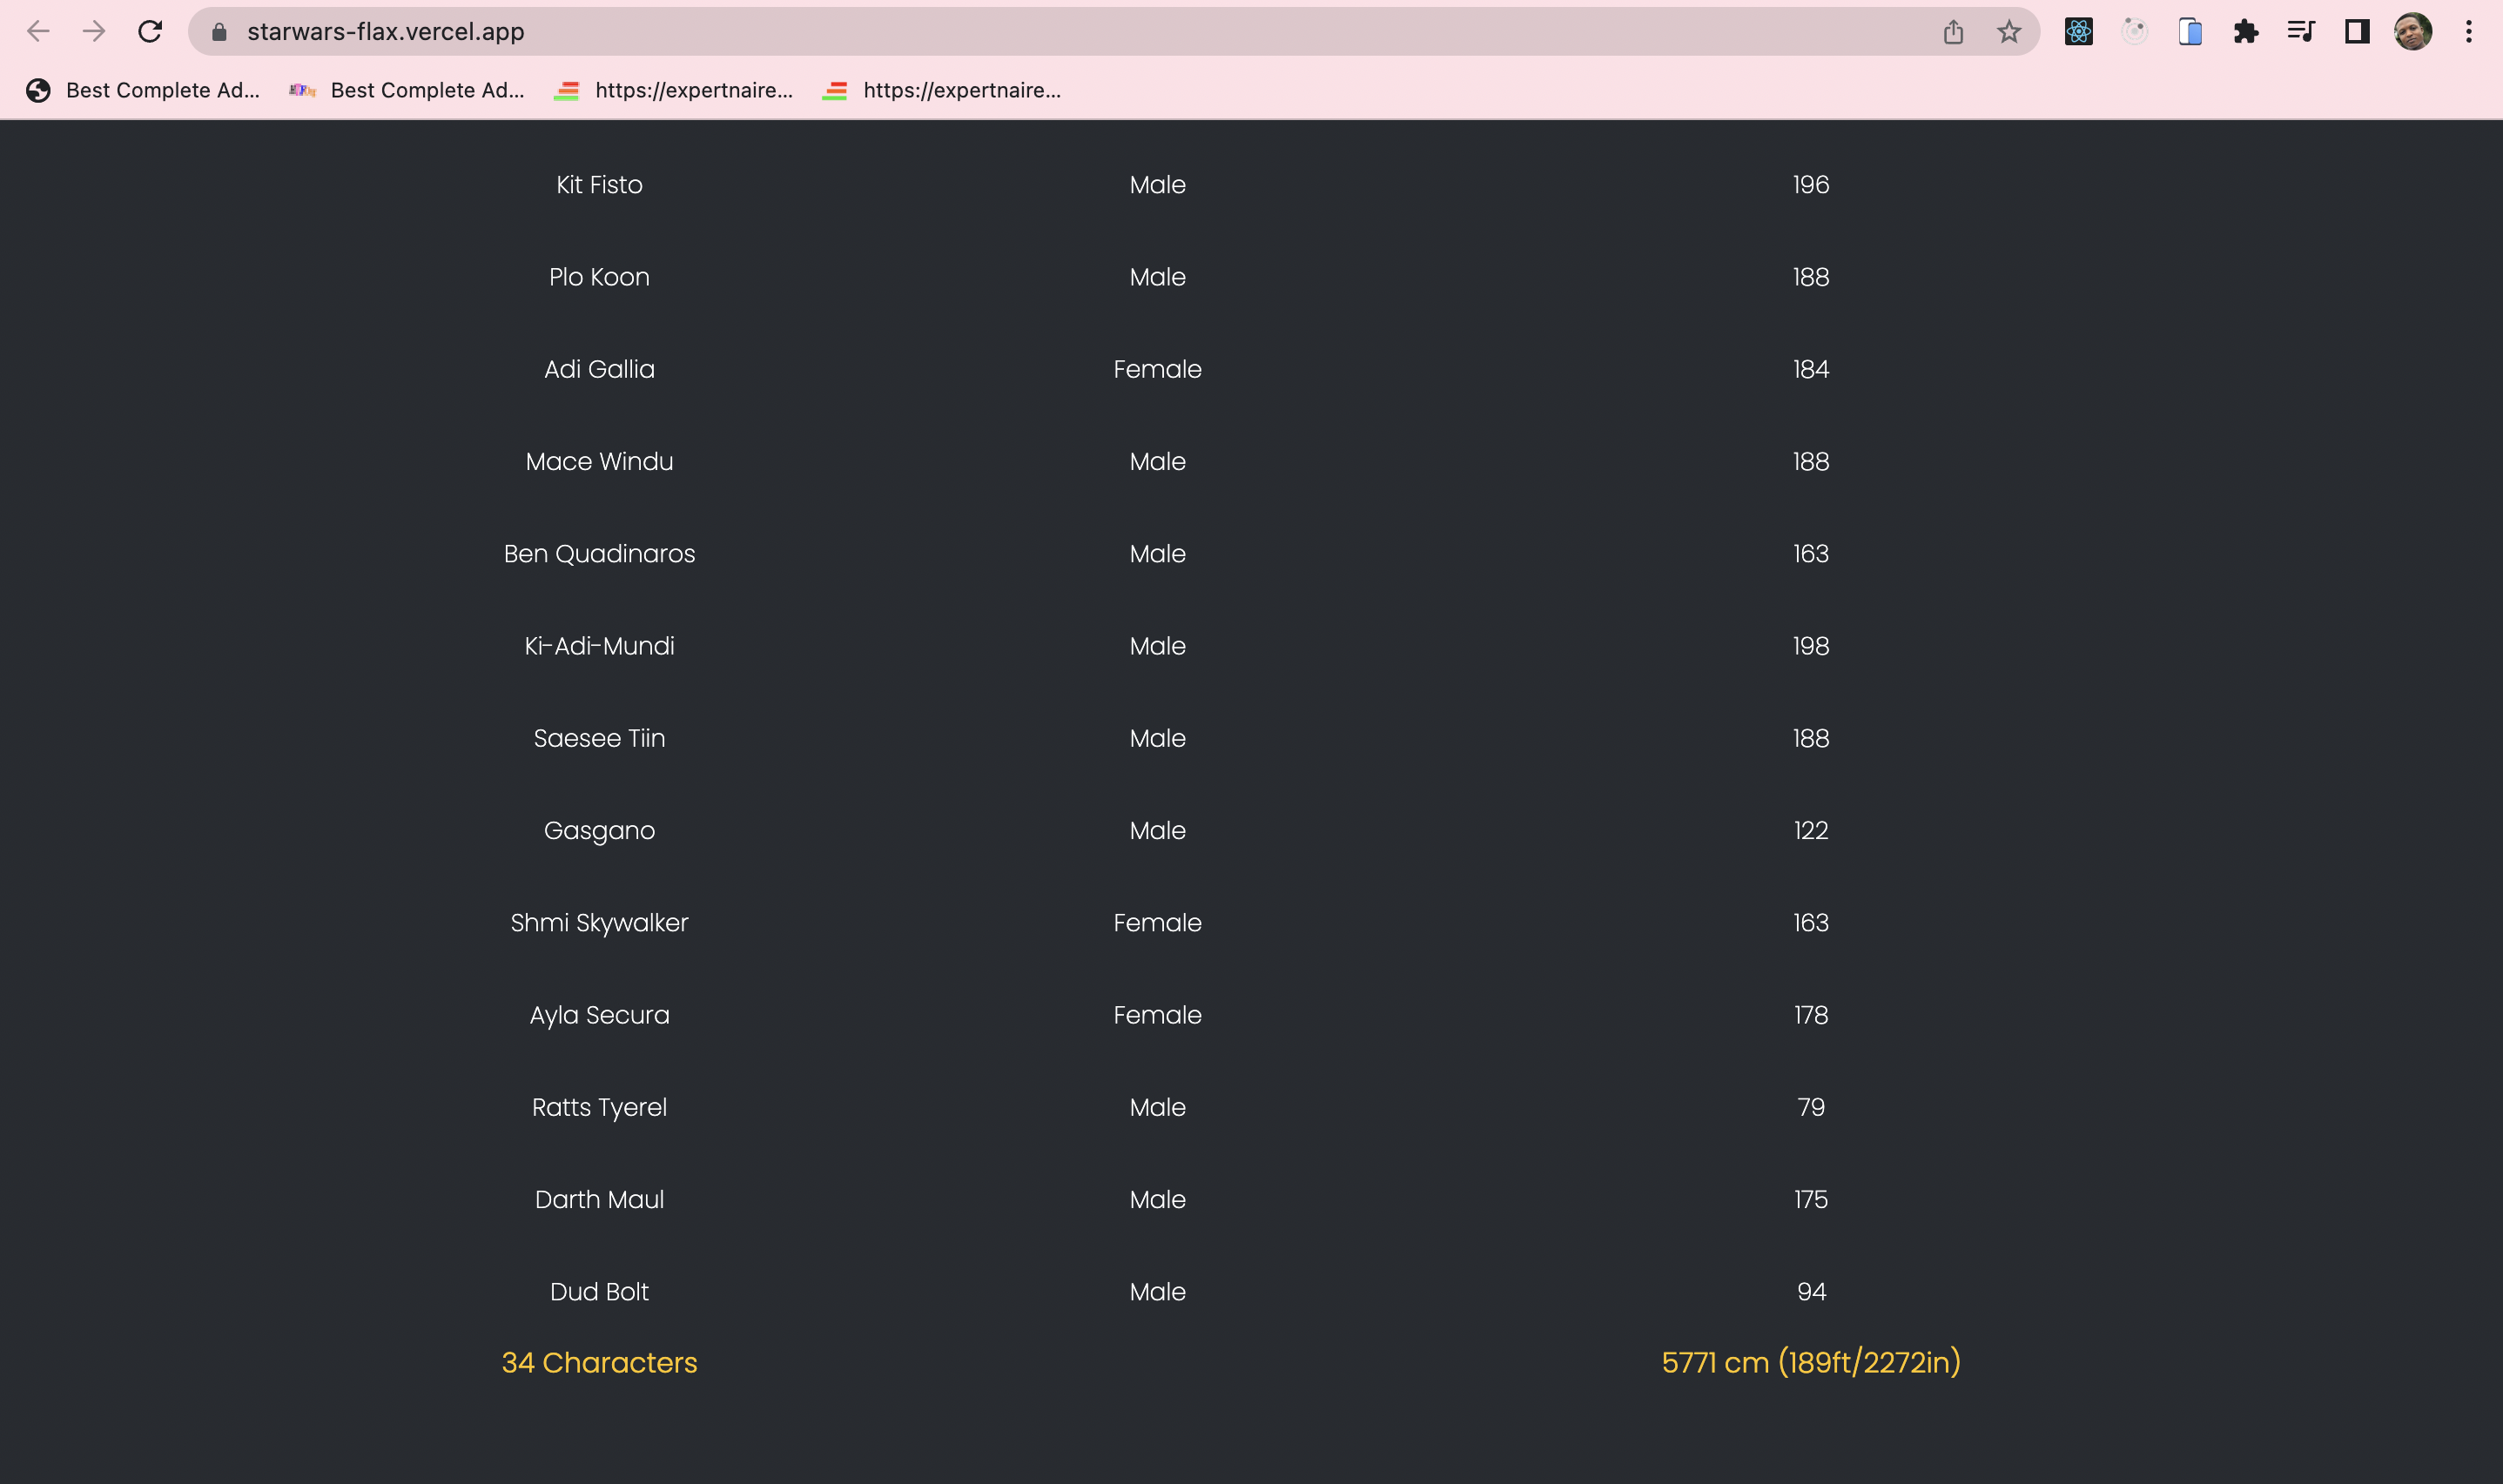 starwars-flax.vercel.app
Best Complete Ad... Best Complete Ad... https://expertnaire... https://expertnaire...
Kit Fisto Male 196
Plo Koon Male 188
Adi Gallia Female 184
Mace Windu Male 188
Ben Quadinaros Male 163
Ki-Adi-Mundi Male 198
Saesee Tiin Male 188
Gasgano Male 122
Shmi Skywalker Female 163
Ayla Secura Female 178
Ratts Tyerel Male 79
Darth Maul Male 175
Dud Bolt Male 94
34 Characters 5771 cm (189ft/2272in)